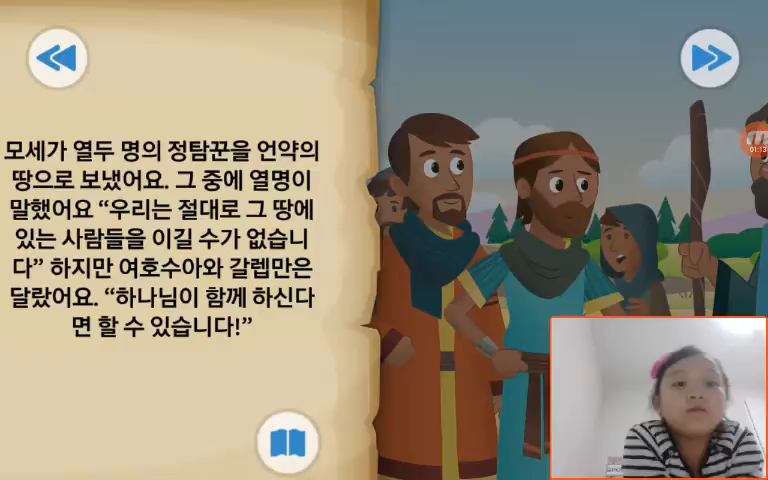 모세가 열두 명의 정탐꾼을 언약의
땅으로 보냈어요. 그 중에 열명이
말했어요 “우리는 절대로 그 땅에
있는 사람들을 이길 수가 없습니
다” 하지만 여호수아와 갈렙만은
달랐어요. “하나님이 함께 하신다
면 할 수 있습니다!”
01:13